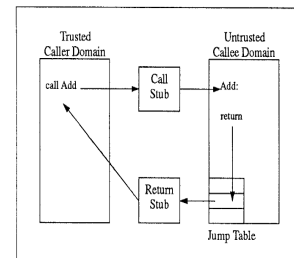 Trusted
Caller Domain
Untrusted
Callee Domain
call Add
Call
Stub
Add:
return
Return
Stub
Jump Table